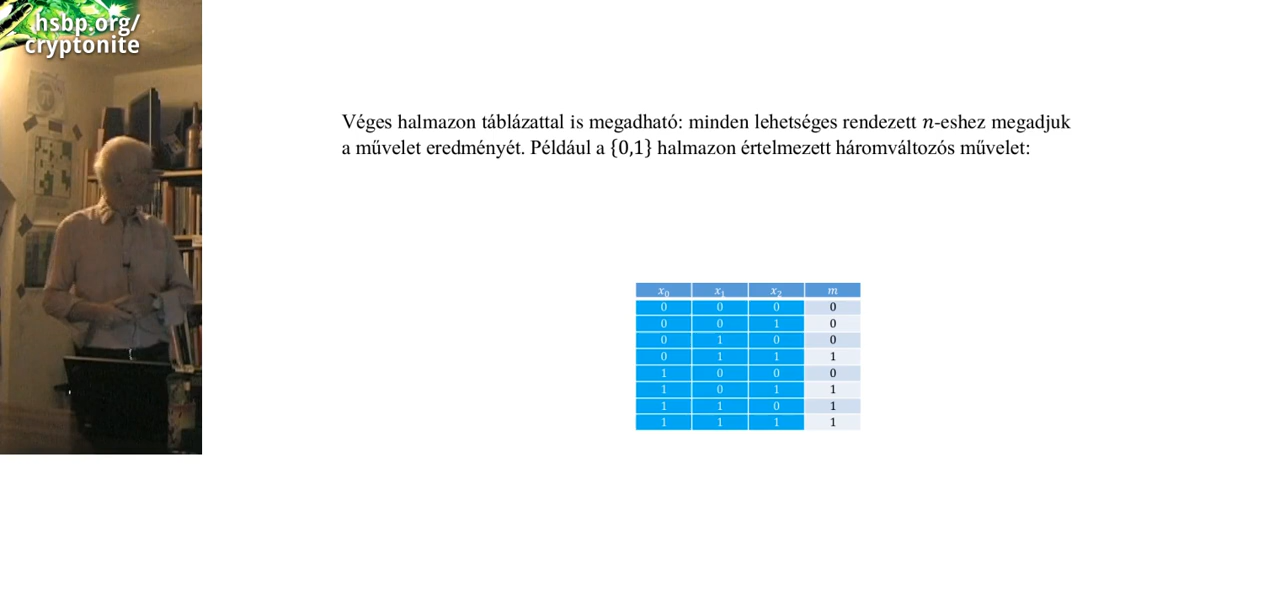 hsbp.org/
cryptonite
Véges halmazon táblázattal is megadható: minden lehetséges rendezett n-eshez megadjuk
a művelet eredményét. Például a {0,1} halmazon értelmezett háromváltozós művelet:
x₀ x₁ x₂ m
0 0 0 0
0 0 1 0
0 1 0 0
0 1 1 1
1 0 0 0
1 0 1 1
1 1 0 1
1 1 1 1